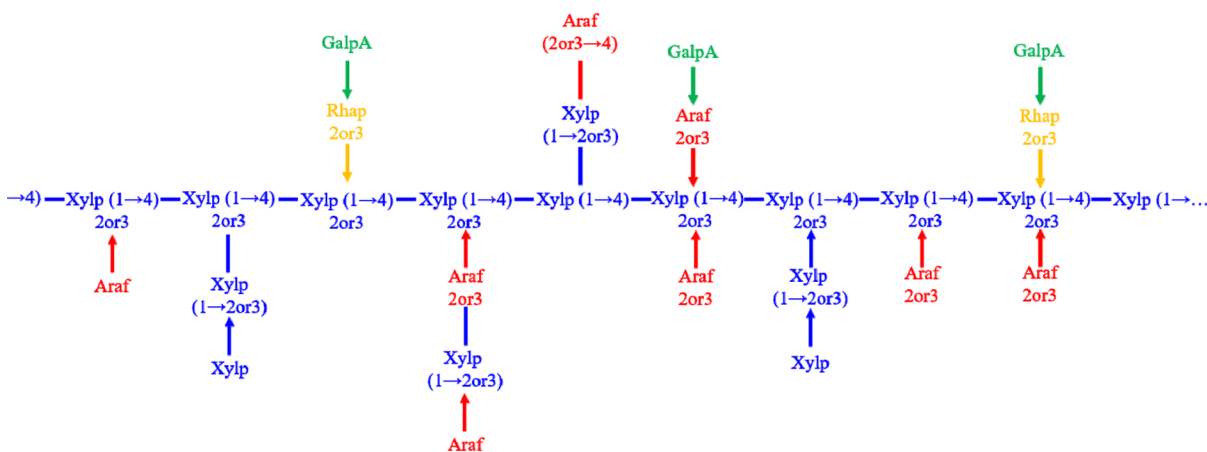 Araf
(2or3→4)
GalpA
GalpA
GalpA
Rhap
2or3
Xylp
(1→2or3)
Araf
2or3
Rhap
2or3
→4) Xylp (1→4) Xylp (1→4) Xylp (1→4) Xylp (1→4) Xylp (1→4) Xylp (1→4) Xylp (1→4) Xylp (1→4) Xylp (1→4) Xylp (1→…
2or3 2or3 2or3 2or3 2or3 2or3 2or3 2or3
Araf
Xylp
(1→2or3)
Xylp
Araf
2or3
Xylp
(1→2or3)
Araf
Araf
2or3
Xylp
(1→2or3)
Xylp
Araf
2or3
Araf
2or3